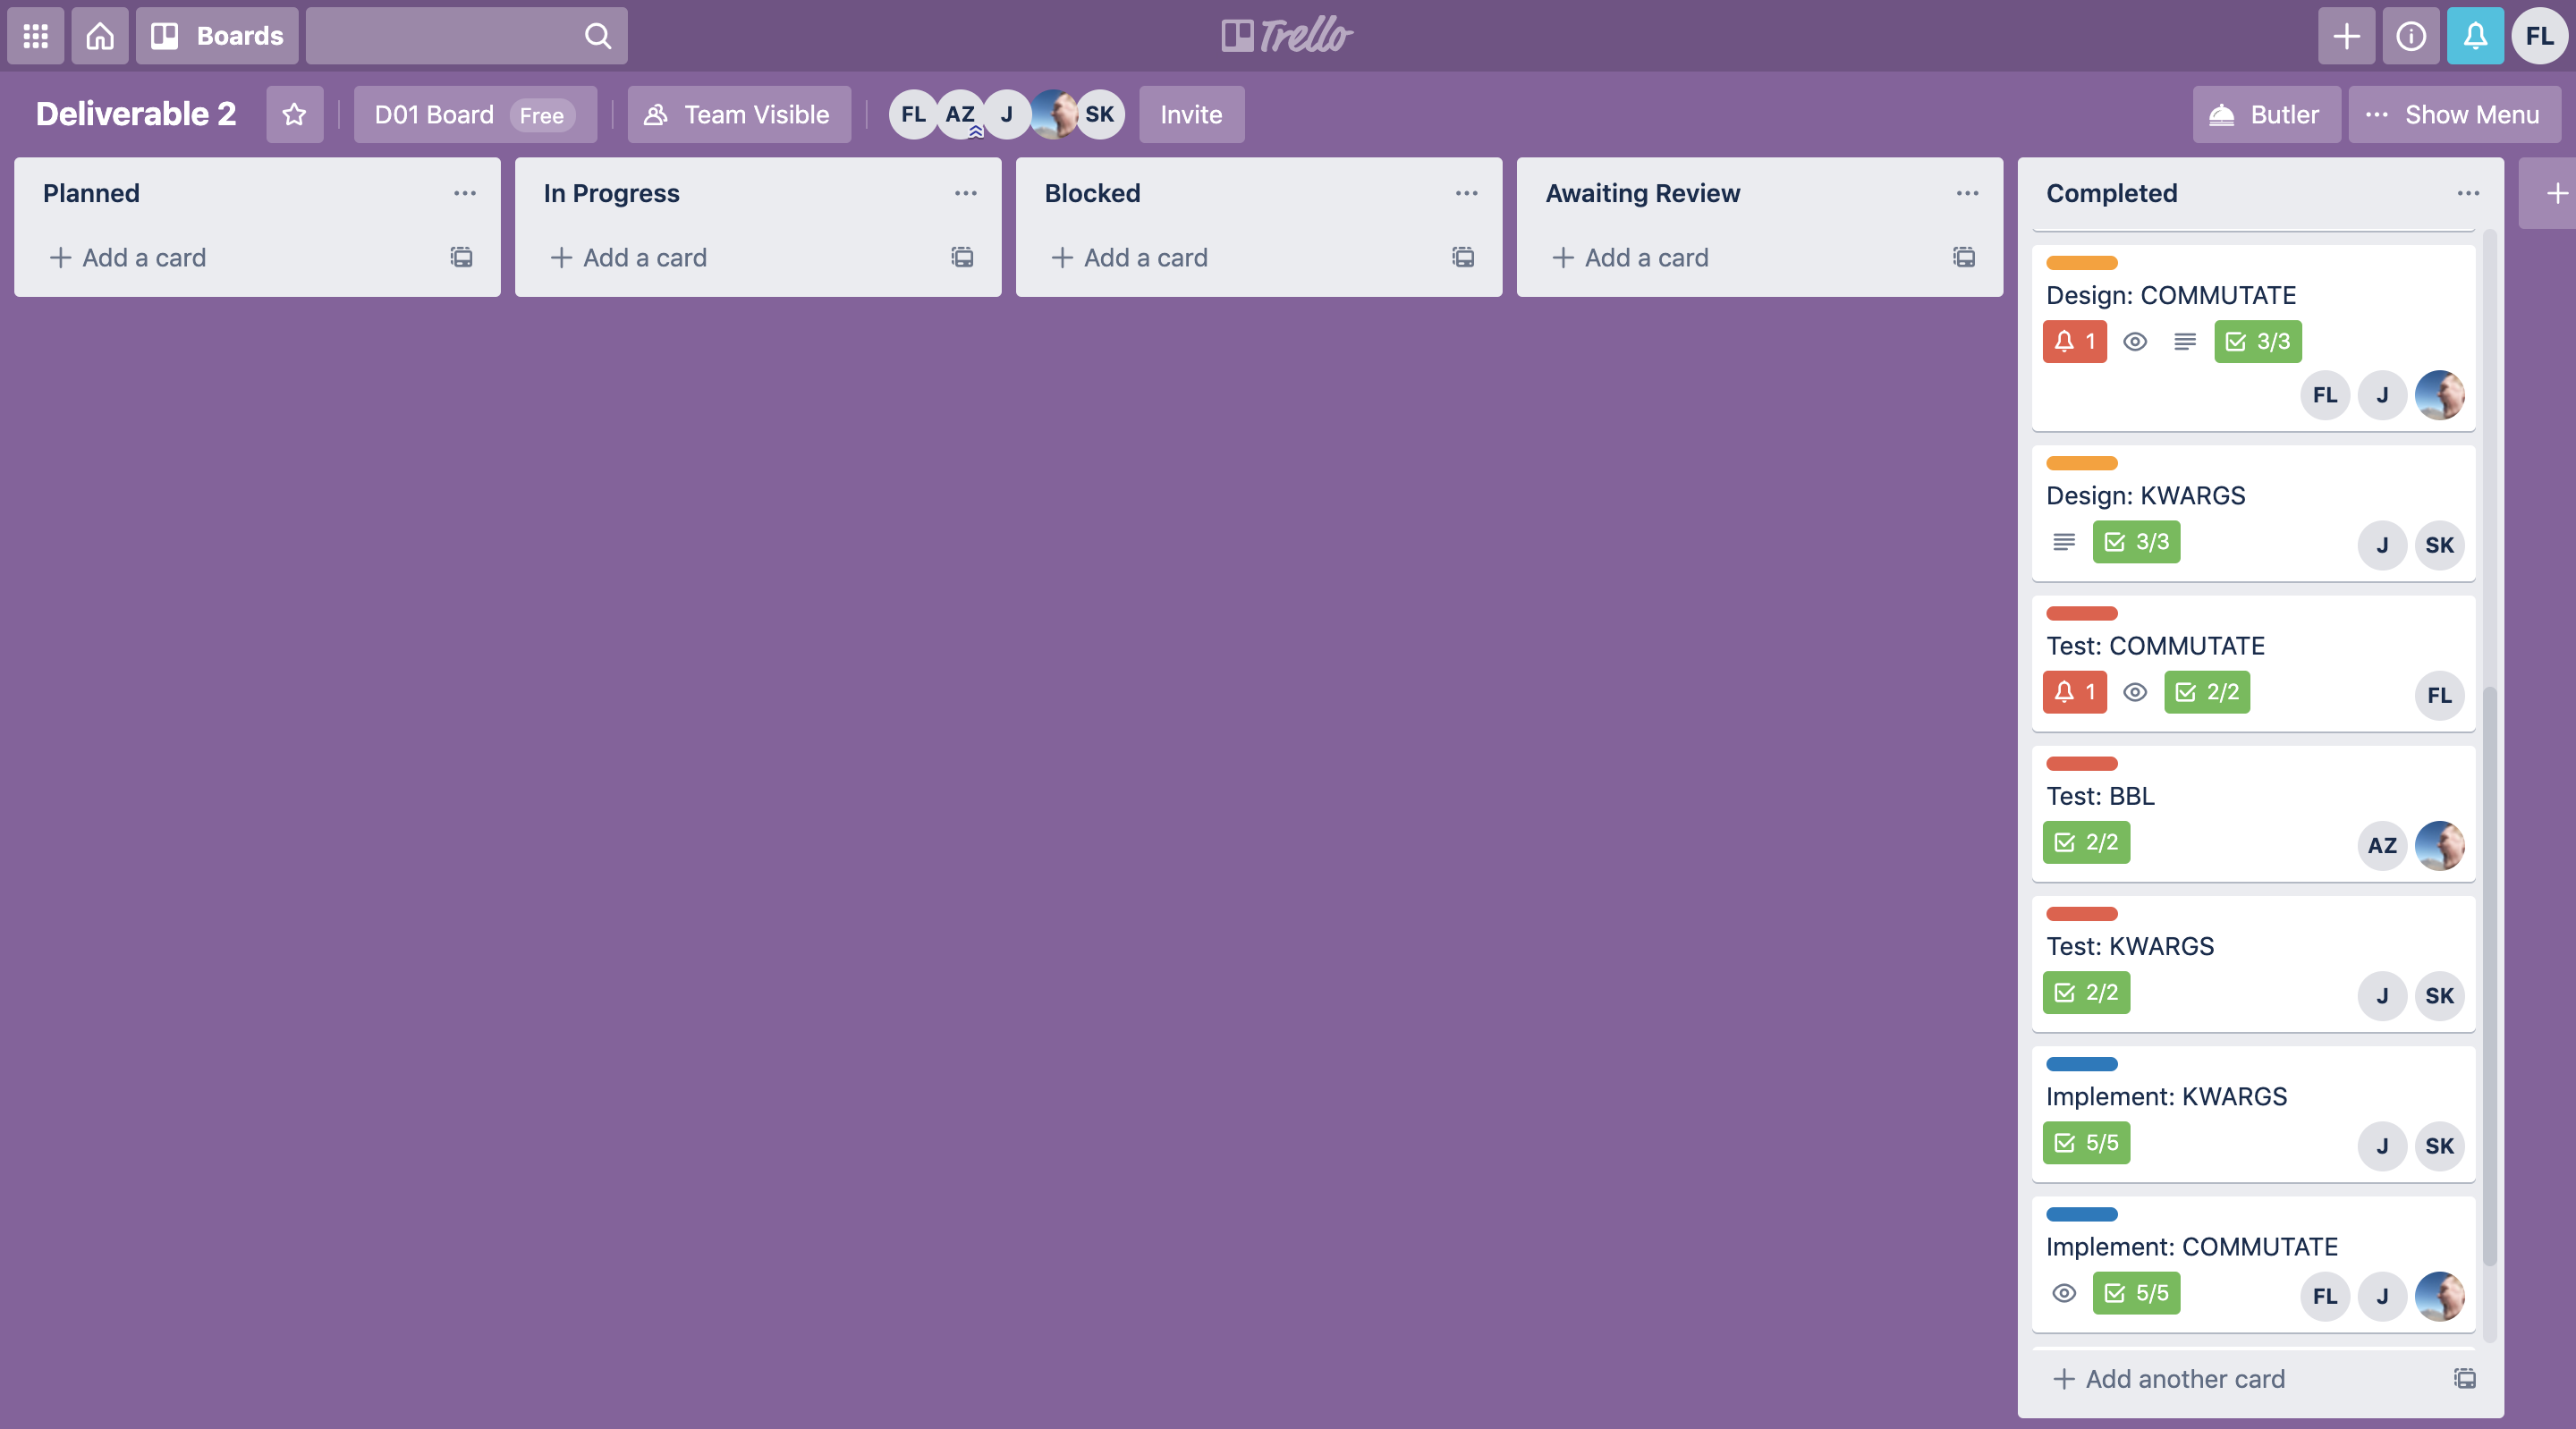 Boards
Trello
FL
Deliverable 2
D01 Board Free
Team Visible
FL AZ J SK
Invite
Butler
Show Menu
Planned
Add a card
In Progress
Add a card
Blocked
Add a card
Awaiting Review
Add a card
Completed
Design: COMMUTATE
1 3/3
FL J
Design: KWARGS
3/3 J SK
Test: COMMUTATE
1 2/2 FL
Test: BBL
2/2 AZ
Test: KWARGS
2/2 J SK
Implement: KWARGS
5/5 J SK
Implement: COMMUTATE
5/5 FL J
Add another card